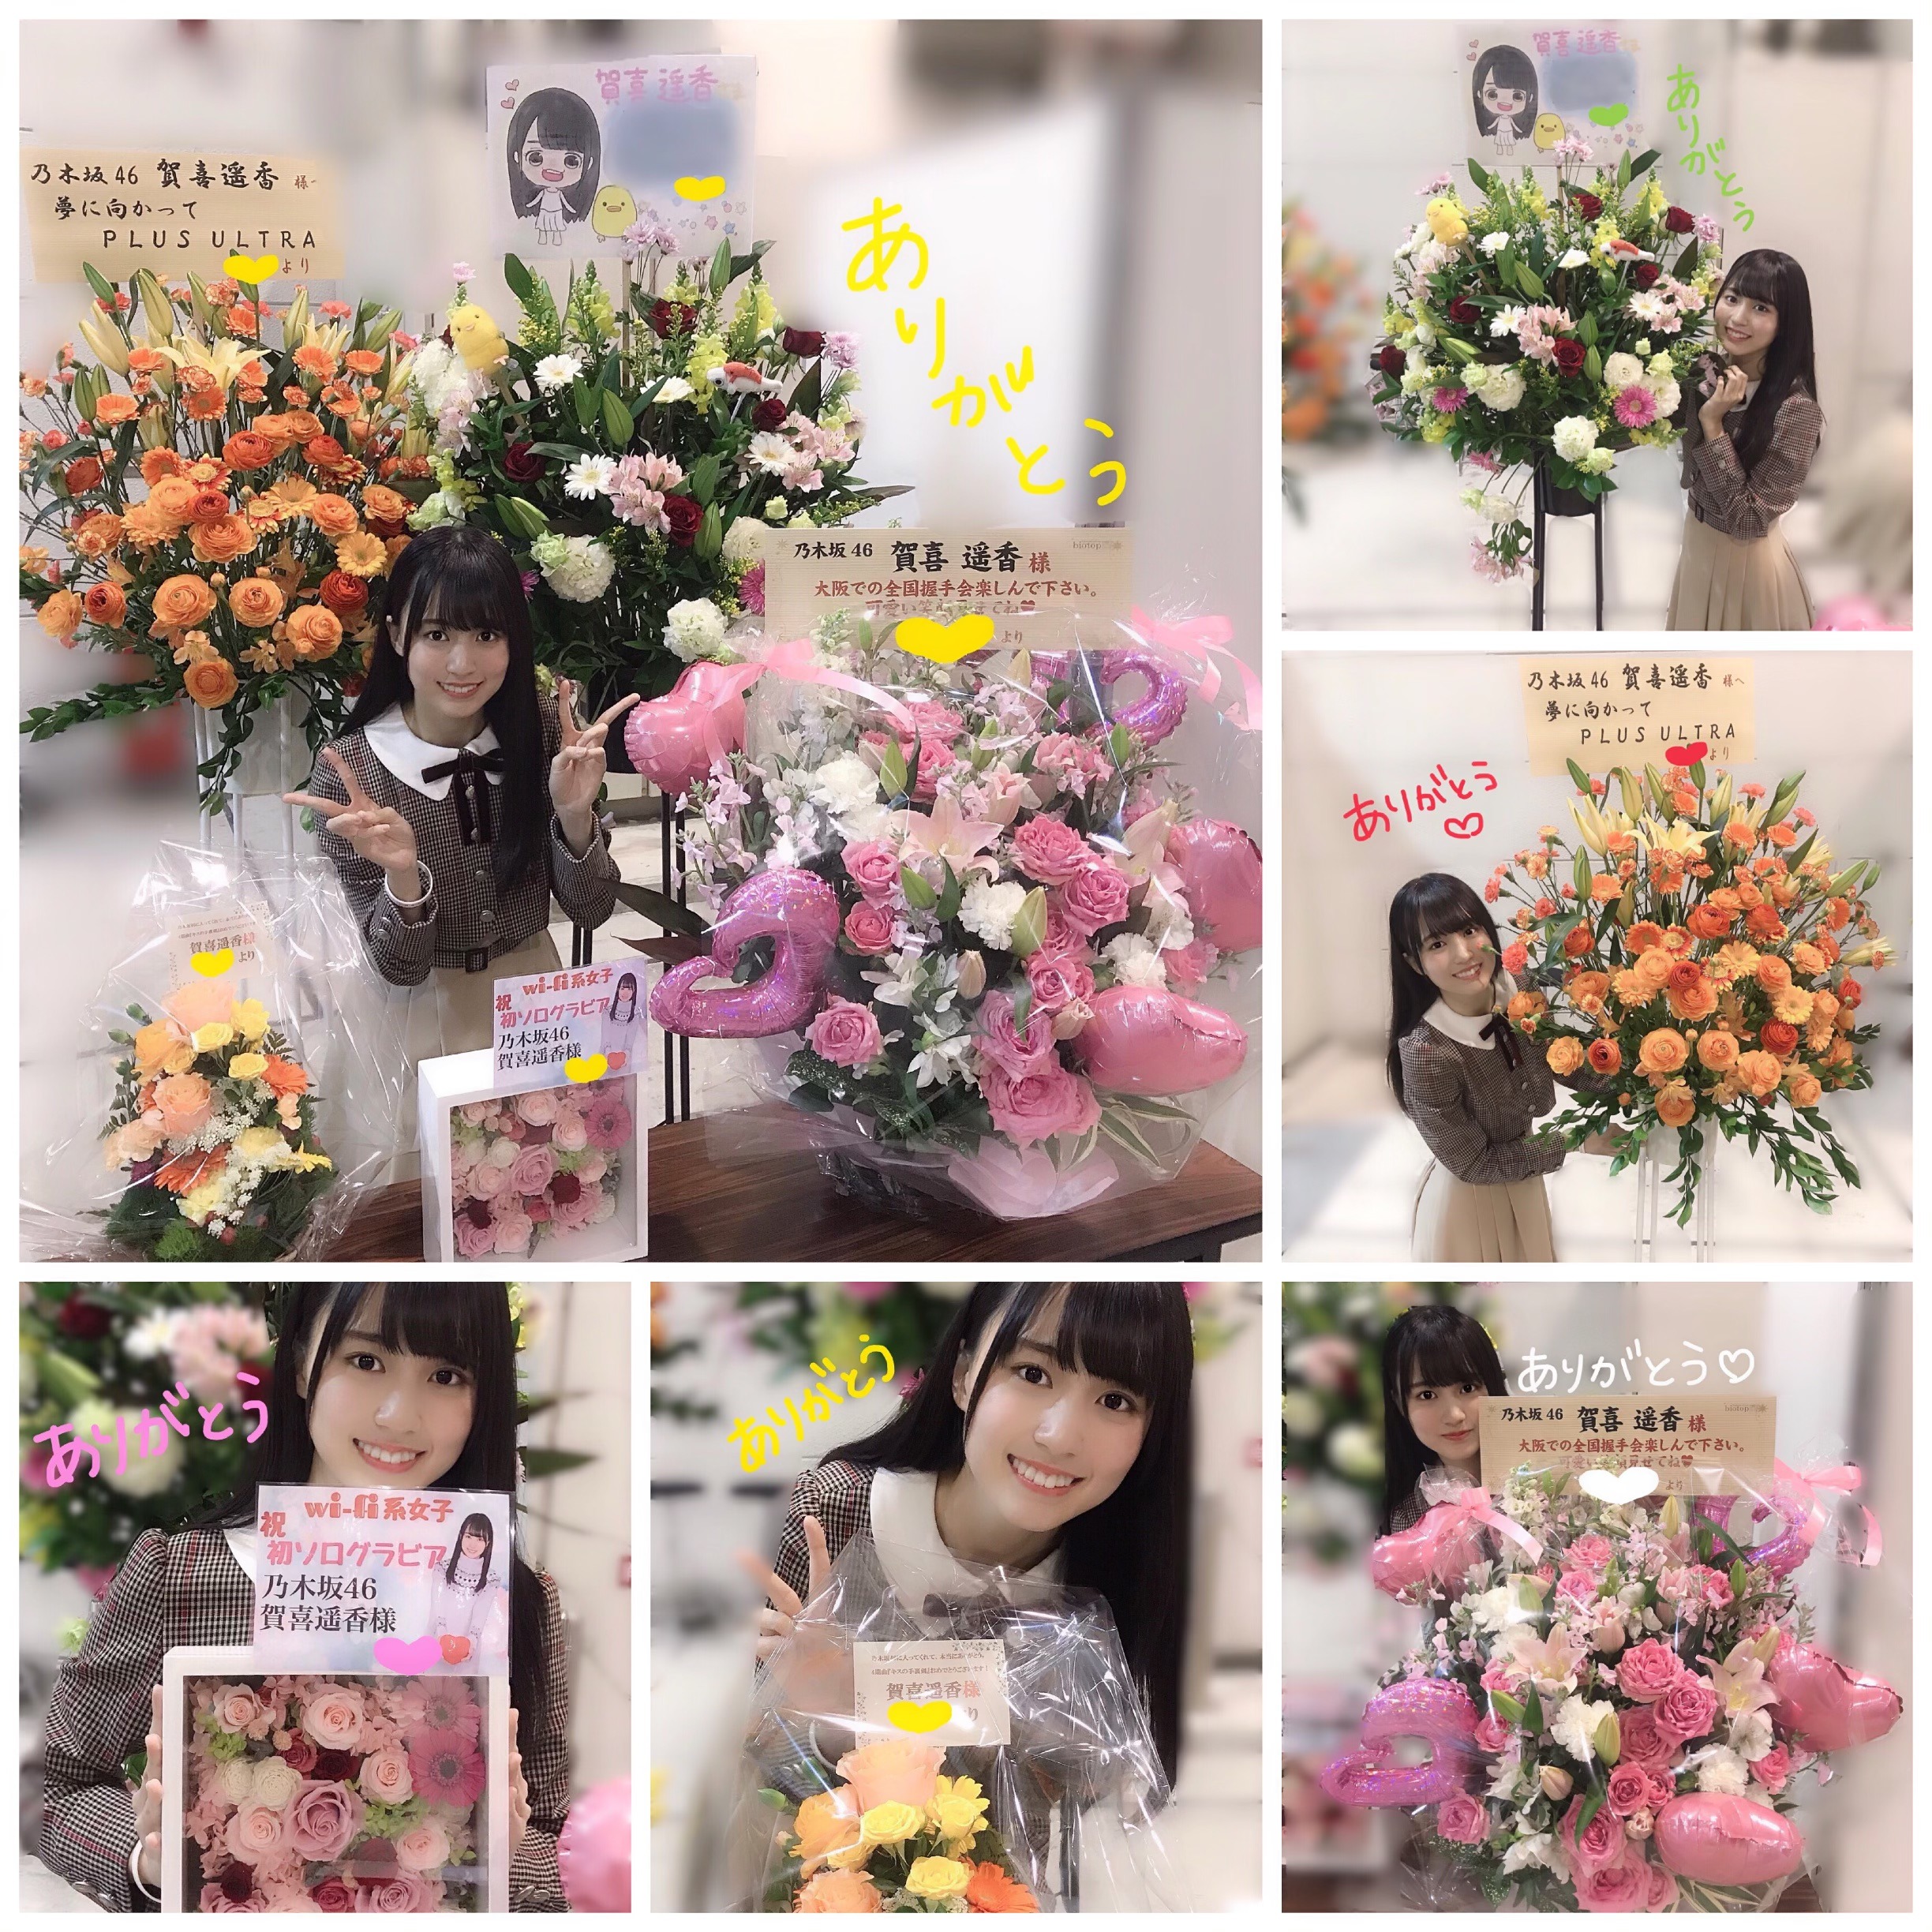 乃木坂46 賀喜遥香 様へ
夢に向かって
PLUS ULTRA
より
賀喜遥香
ありがとう
乃木坂46 賀喜 遥香 様
大阪での全国握手会楽しんで下さい。
より
賀喜遥香様
より
wi-fi系女子
祝
初ソログラビア
乃木坂46
賀喜遥香様
賀喜遥香
ありがとう
乃木坂46 賀喜遥香 様へ
夢に向かって
PLUS ULTRA
より
ありがとう♡
ありがとう
wi-fi系女子
祝
初ソログラビア
乃木坂46
賀喜遥香様
ありがとう
賀喜遥香様
ありがとう♡
biotop
乃木坂46 賀喜 遥香 様
大阪での全国握手会楽しんで下さい。
より